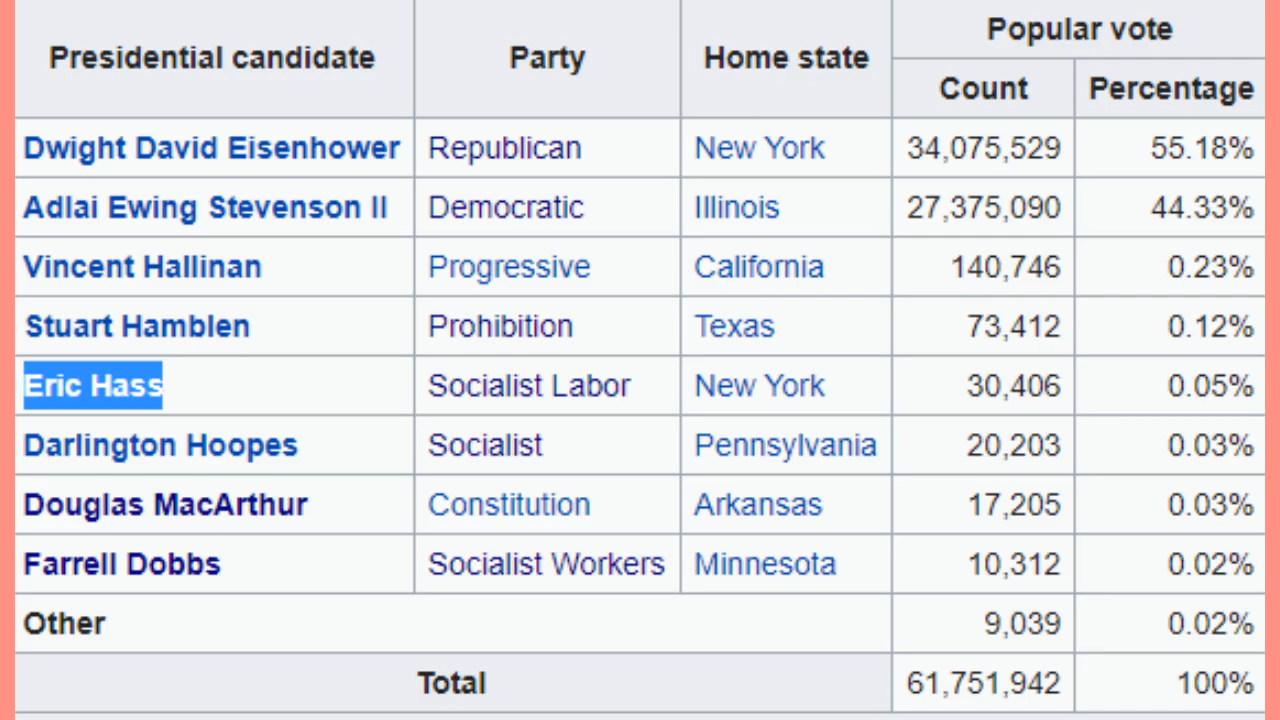 Presidential candidate Party Home state Popular vote
Count Percentage
Dwight David Eisenhower Republican New York 34,075,529 55.18%
Adlai Ewing Stevenson II Democratic Illinois 27,375,090 44.33%
Vincent Hallinan Progressive California 140,746 0.23%
Stuart Hamblen Prohibition Texas 73,412 0.12%
Eric Hass Socialist Labor New York 30,406 0.05%
Darlington Hoopes Socialist Pennsylvania 20,203 0.03%
Douglas MacArthur Constitution Arkansas 17,205 0.03%
Farrell Dobbs Socialist Workers Minnesota 10,312 0.02%
Other 9,039 0.02%
Total 61,751,942 100%